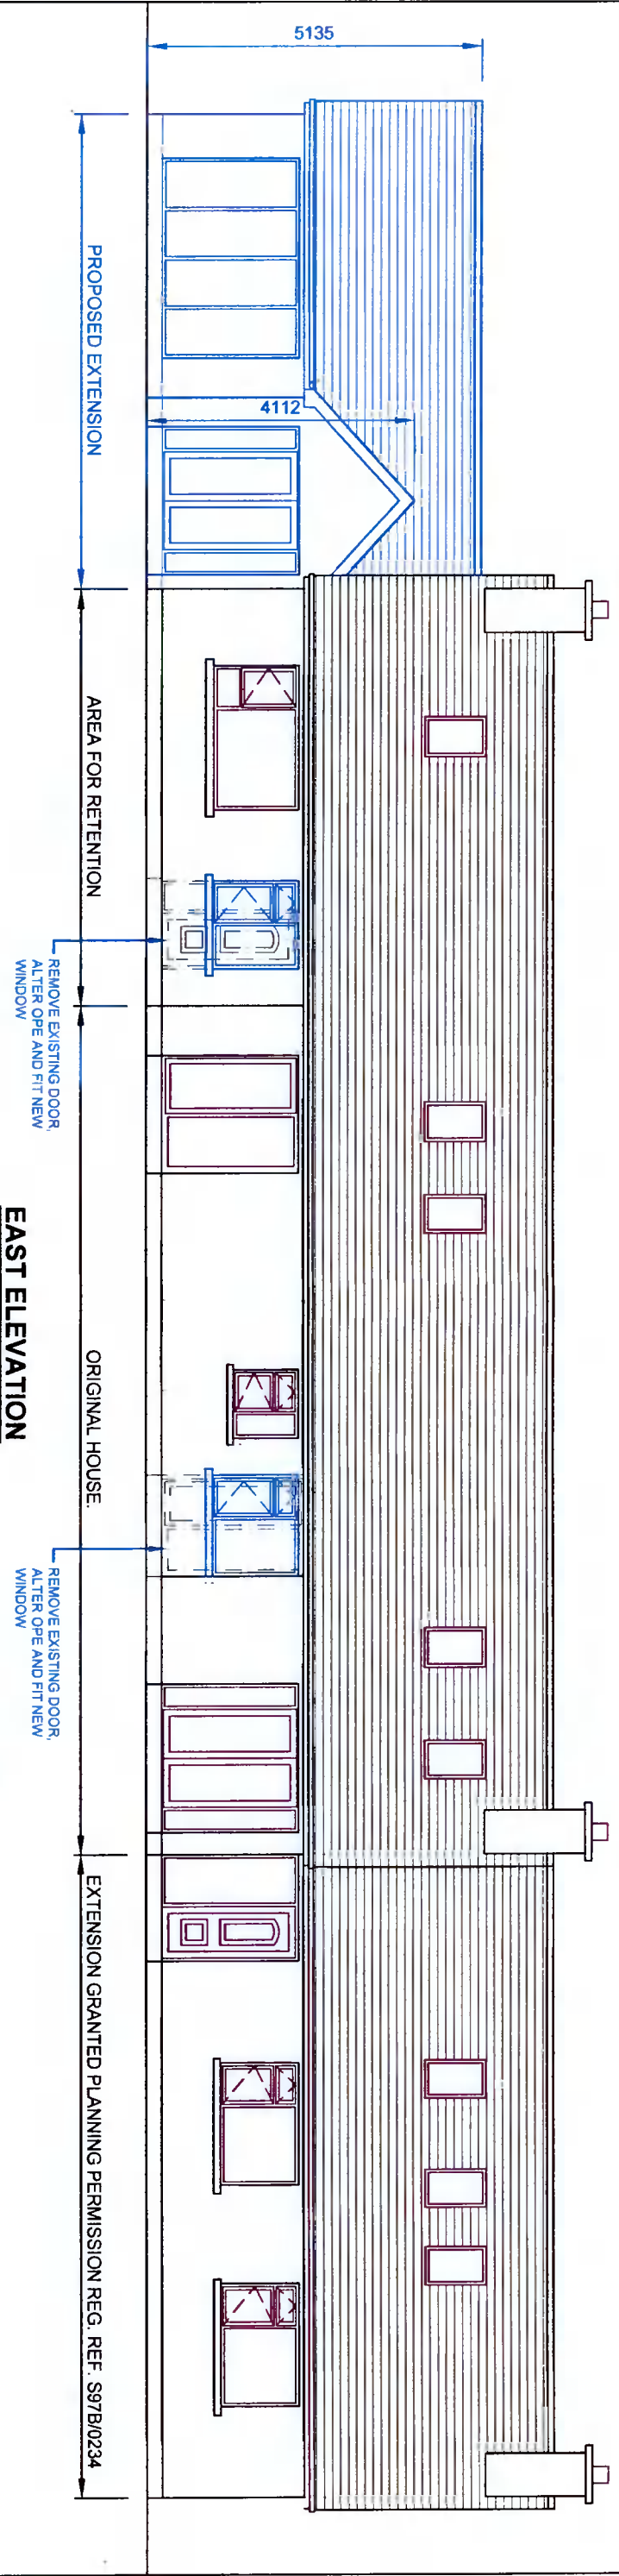 5135
4112
PROPOSED EXTENSION
AREA FOR RETENTION
ORIGINAL HOUSE.
EXTENSION GRANTED PLANNING PERMISSION REG. REF. S97B/0234
REMOVE EXISTING DOOR,
ALTER OPE AND FIT NEW
WINDOW
REMOVE EXISTING DOOR,
ALTER OPE AND FIT NEW
WINDOW
EAST ELEVATION